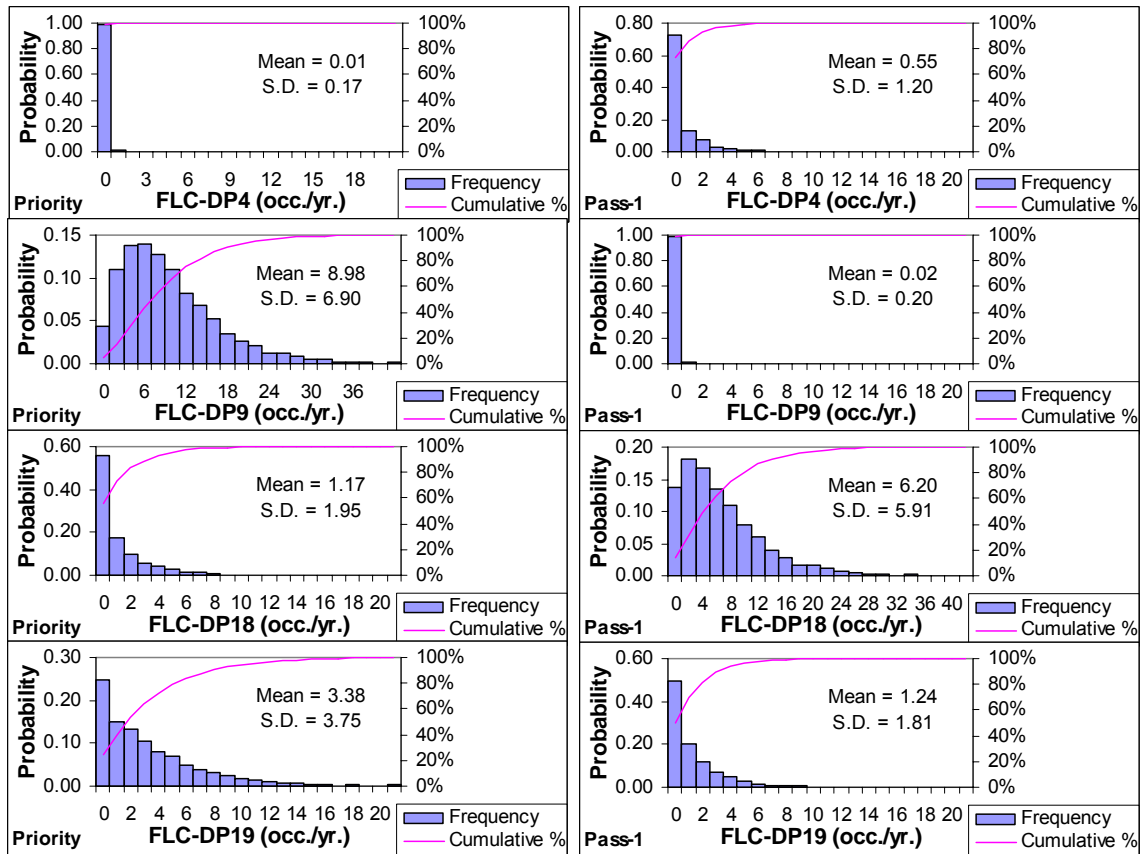 1.00
0.80
0.60
0.40
0.20
0.00
Probability
100%
80%
60%
40%
20%
0%
Mean = 0.01
S.D. = 0.17
0 3 6 9 12 15 18
Priority
FLC-DP4 (occ./yr.)
Frequency
Cumulative %
0.80
0.60
0.40
0.20
0.00
Probability
100%
80%
60%
40%
20%
0%
Mean = 0.55
S.D. = 1.20
0 2 4 6 8 10 12 14 16 18 20
Pass-1
FLC-DP4 (occ./yr.)
Frequency
Cumulative %
0.15
0.10
0.05
0.00
Probability
100%
80%
60%
40%
20%
0%
Mean = 8.98
S.D. = 6.90
0 6 12 18 24 30 36
Priority
FLC-DP9 (occ./yr.)
Frequency
Cumulative %
1.00
0.80
0.60
0.40
0.20
0.00
Probability
100%
80%
60%
40%
20%
0%
Mean = 0.02
S.D. = 0.20
0 2 4 6 8 10 12 14 16 18 20
Pass-1
FLC-DP9 (occ./yr.)
Frequency
Cumulative %
0.60
0.40
0.20
0.00
Probability
100%
80%
60%
40%
20%
0%
Mean = 1.17
S.D. = 1.95
0 2 4 6 8 10 12 14 16 18 20
Priority
FLC-DP18 (occ./yr.)
Frequency
Cumulative %
0.20
0.15
0.10
0.05
0.00
Probability
100%
80%
60%
40%
20%
0%
Mean = 6.20
S.D. = 5.91
0 4 8 12 16 20 24 28 32 36 40
Pass-1
FLC-DP18 (occ./yr.)
Frequency
Cumulative %
0.30
0.20
0.10
0.00
Probability
100%
80%
60%
40%
20%
0%
Mean = 3.38
S.D. = 3.75
0 2 4 6 8 10 12 14 16 18 20
Priority
FLC-DP19 (occ./yr.)
Frequency
Cumulative %
0.60
0.40
0.20
0.00
Probability
100%
80%
60%
40%
20%
0%
Mean = 1.24
S.D. = 1.81
0 2 4 6 8 10 12 14 16 18 20
Pass-1
FLC-DP19 (occ./yr.)
Frequency
Cumulative %